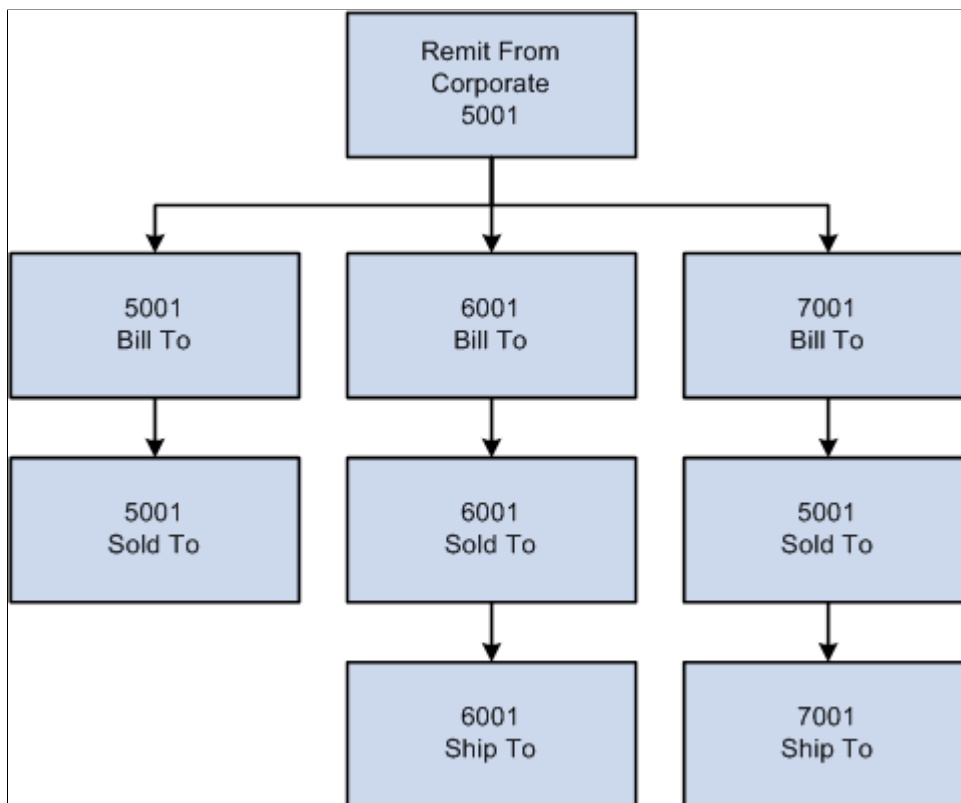 Remit From
Corporate
5001
5001
Bill To
6001
Bill To
7001
Bill To
5001
Sold To
6001
Sold To
5001
Sold To
6001
Ship To
7001
Ship To